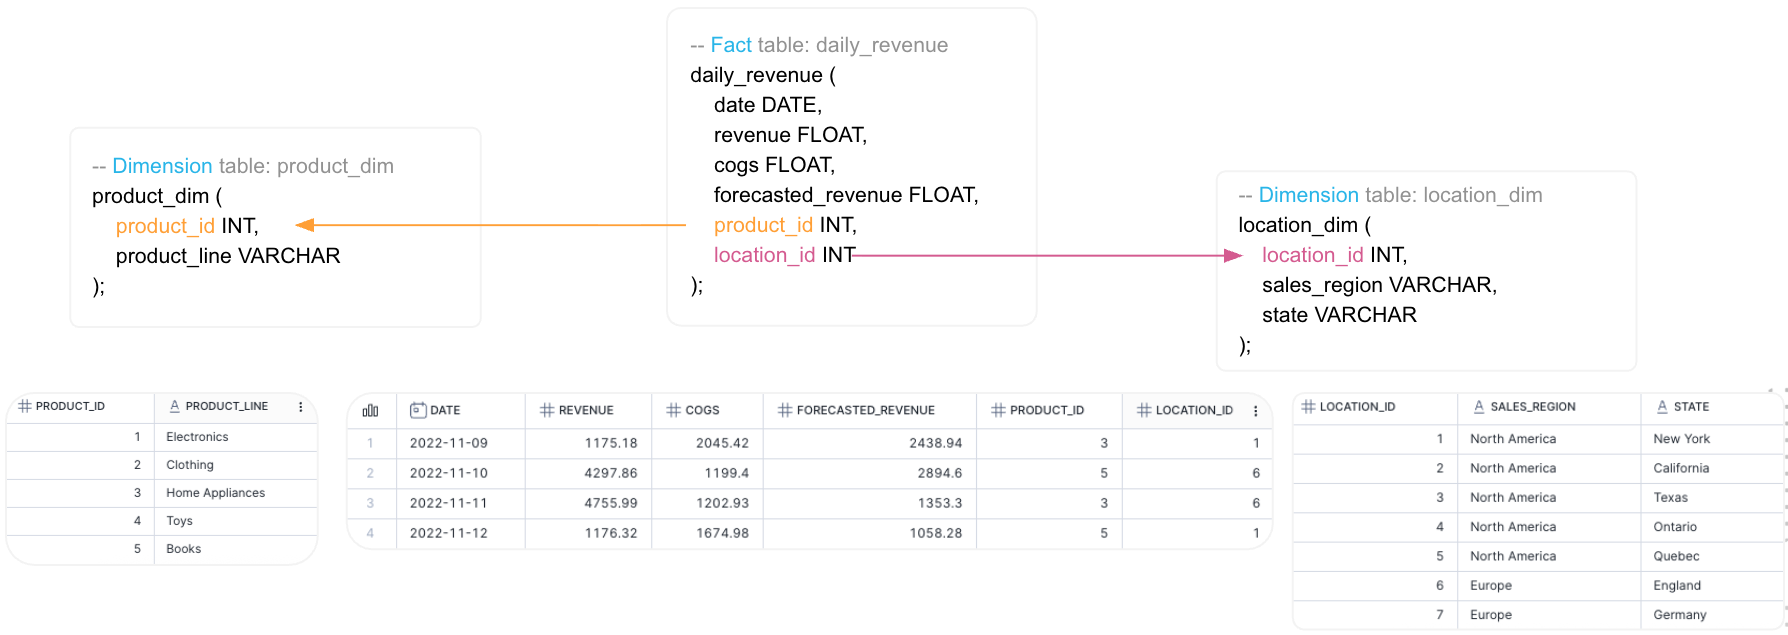 -- Fact table: daily_revenue
daily_revenue (
date DATE,
revenue FLOAT,
cogs FLOAT,
forecasted_revenue FLOAT,
product_id INT,
location_id INT
);
-- Dimension table: product_dim
product_dim (
product_id INT,
product_line VARCHAR
);
-- Dimension table: location_dim
location_dim (
location_id INT,
sales_region VARCHAR,
state VARCHAR
);
# PRODUCT_ID A PRODUCT_LINE
1 Electronics
2 Clothing
3 Home Appliances
4 Toys
5 Books
DATE # REVENUE # COGS # FORECASTED_REVENUE # PRODUCT_ID # LOCATION_ID
1 2022-11-09 1175.18 2045.42 2438.94 3 1
2 2022-11-10 4297.86 1199.4 2894.6 5 6
3 2022-11-11 4755.99 1202.93 1353.3 3 6
4 2022-11-12 1176.32 1674.98 1058.28 5 1
# LOCATION_ID A SALES_REGION A STATE
1 North America New York
2 North America California
3 North America Texas
4 North America Ontario
5 North America Quebec
6 Europe England
7 Europe Germany